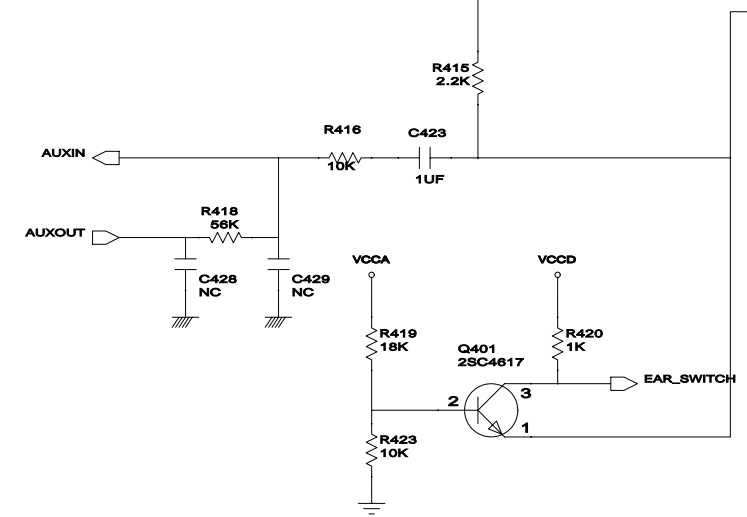 R415
2.2K
R416
10K
C423
1UF
AUXIN
R418
56K
AUXOUT
C428
NC
C429
NC
VCCA
VCCD
R419
18K
Q401
2SC4617
R420
1K
EAR_SWITCH
2
3
1
R423
10K